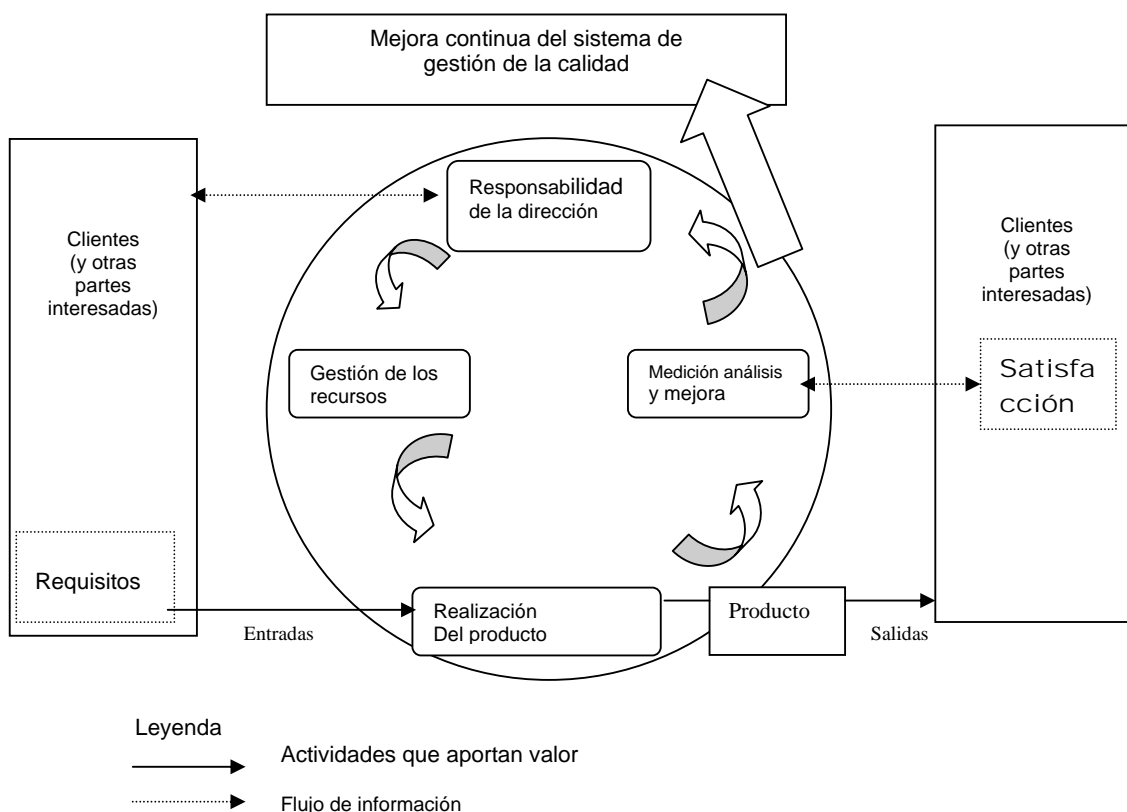 Mejora continua del sistema de
gestión de la calidad
Responsabilidad
de la dirección
Clientes
(y otras
partes
interesadas)
Clientes
(y otras
partes
interesadas)
Gestión de los
recursos
Medición análisis
y mejora
Satisfa
cción
Requisitos
Entradas
Realización
Del producto
Producto
Salidas
Leyenda
Actividades que aportan valor
Flujo de información